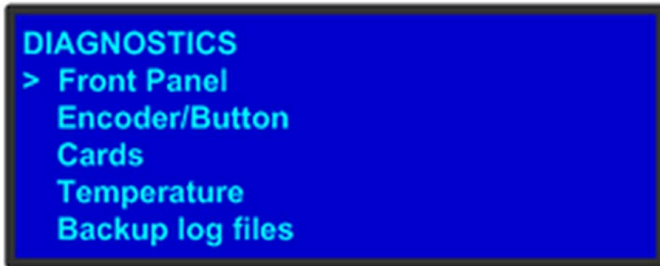 DIAGNOSTICS
> Front Panel
Encoder/Button
Cards
Temperature
Backup log files